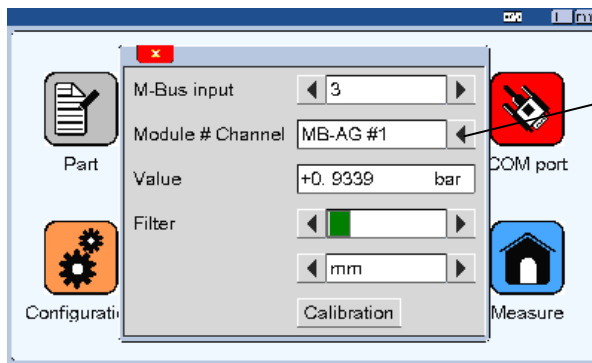 M-Bus input 3
Module # Channel MB-AG #1
Part
COM port
Value +0. 9339 bar
Filter
mm
Calibration
Measure